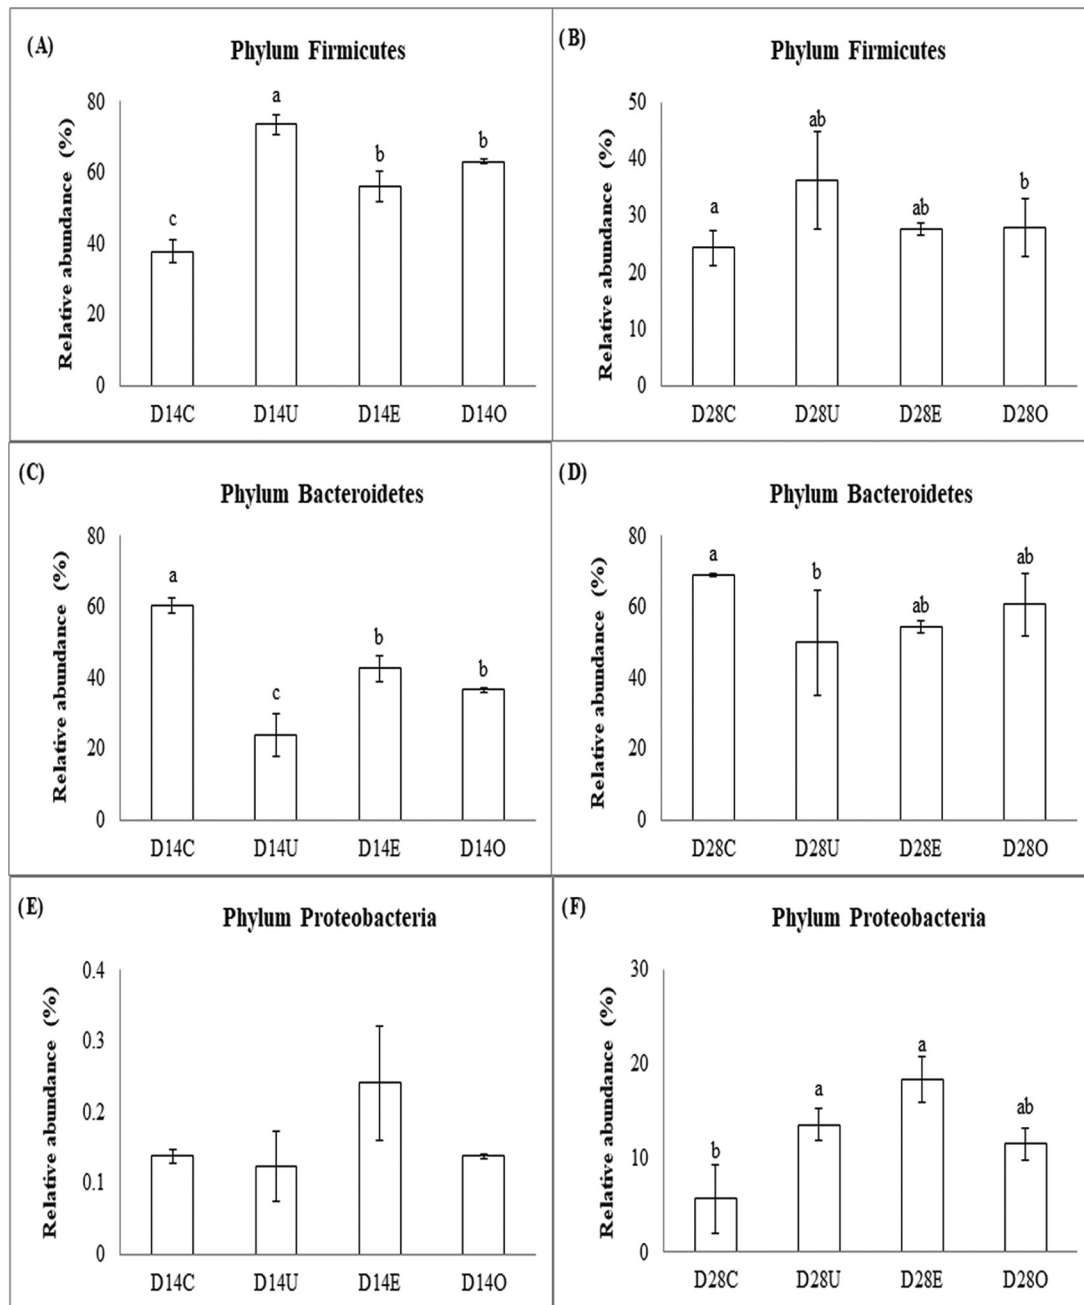 (A)
Phylum Firmicutes
Relative abundance (%)
80
60
40
20
0
c
a
b
b
D14C D14U D14E D14O
(B)
Phylum Firmicutes
Relative abundance (%)
50
40
30
20
10
0
a
ab
ab
b
D28C D28U D28E D28O
(C)
Phylum Bacteroidetes
Relative abundance (%)
80
60
40
20
0
a
c
b
b
D14C D14U D14E D14O
(D)
Phylum Bacteroidetes
Relative abundance (%)
80
60
40
20
0
a
b
ab
ab
D28C D28U D28E D28O
(E)
Phylum Proteobacteria
Relative abundance (%)
0.4
0.3
0.2
0.1
0
D14C D14U D14E D14O
(F)
Phylum Proteobacteria
Relative abundance (%)
30
20
10
0
b
a
a
ab
D28C D28U D28E D28O